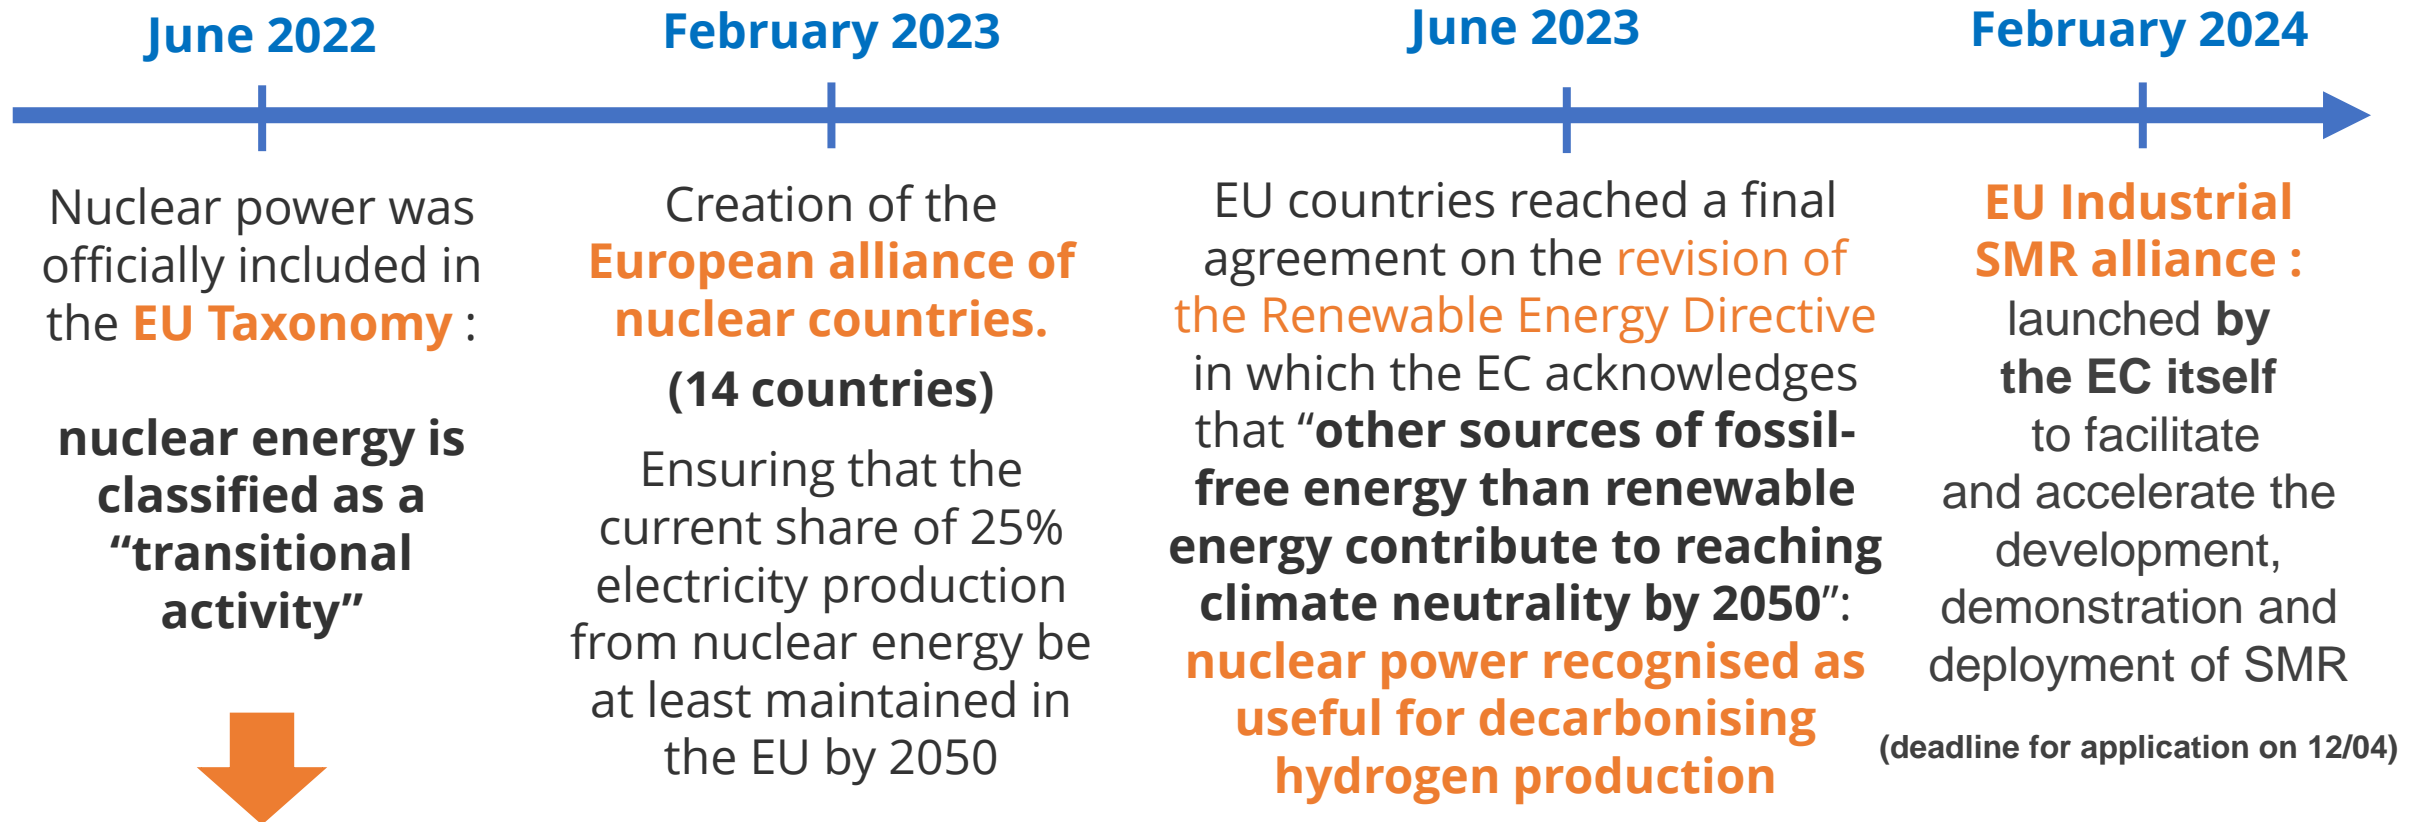 June 2022
Nuclear power was
officially included in
the EU Taxonomy :
nuclear energy is
classified as a
“transitional
activity”
February 2023
Creation of the
European alliance of
nuclear countries.
(14 countries)
Ensuring that the
current share of 25%
electricity production
from nuclear energy be
at least maintained in
the EU by 2050
June 2023
EU countries reached a final
agreement on the revision of
the Renewable Energy Directive
in which the EC acknowledges
that “other sources of fossil-
free energy than renewable
energy contribute to reaching
climate neutrality by 2050”:
nuclear power recognised as
useful for decarbonising
hydrogen production
February 2024
EU Industrial
SMR alliance :
launched by
the EC itself
to facilitate
and accelerate the
development,
demonstration and
deployment of SMR
(deadline for application on 12/04)